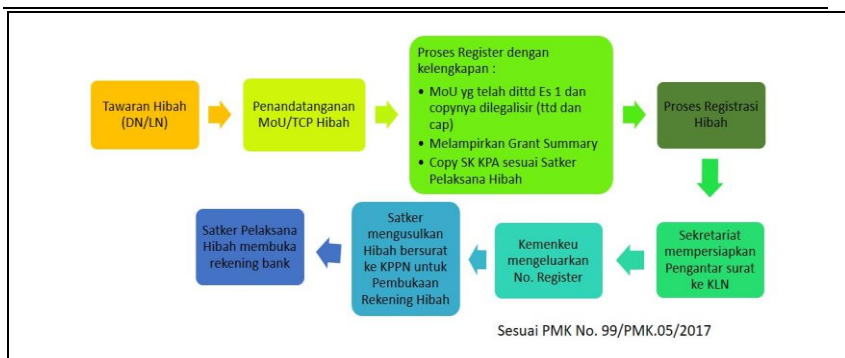 Tawaran Hibah
(DN/LN)
Penandatanganan
MoU/TCP Hibah
Proses Register dengan
kelengkapan :
• MoU yg telah dittd Es 1 dan
copynya dilegalisir (ttd dan
cap)
• Melampirkan Grant Summary
• Copy SK KPA sesuai Satker
Pelaksana Hibah
Proses Registrasi
Hibah
Sekretariat
mempersiapkan
Pengantar surat
ke KLN
Kemenkeu
mengeluarkan
No. Register
Satker
mengusulkan
Hibah bersurat
ke KPPN untuk
Pembukaan
Rekening Hibah
Satker Pelaksana
Hibah membuka
rekening bank
Sesuai PMK No. 99/PMK.05/2017